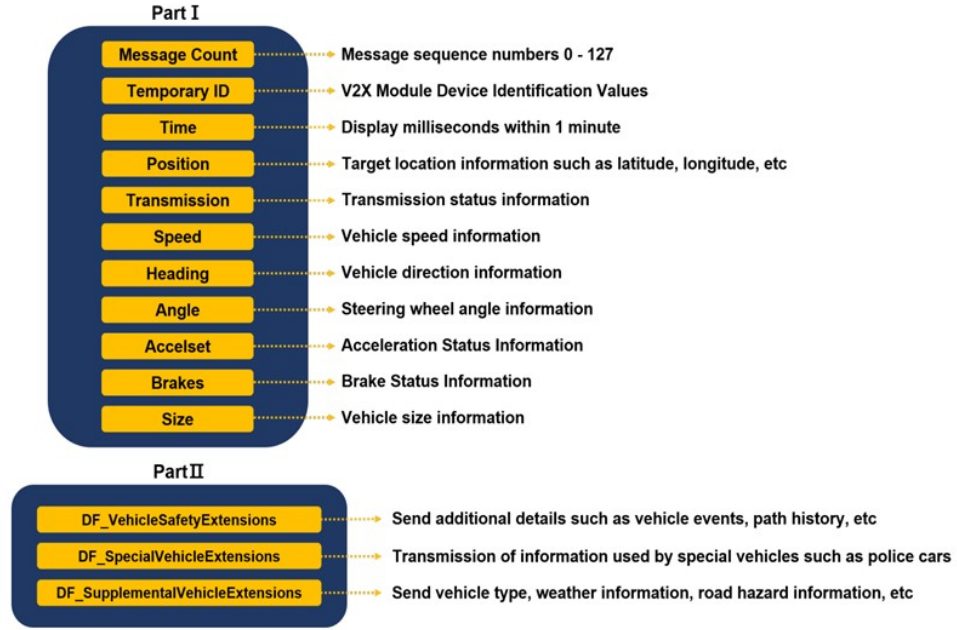 Part Ⅰ
Message Count Message sequence numbers 0 - 127
Temporary ID V2X Module Device Identification Values
Time Display milliseconds within 1 minute
Position Target location information such as latitude, longitude, etc
Transmission Transmission status information
Speed Vehicle speed information
Heading Vehicle direction information
Angle Steering wheel angle information
Accelset Acceleration Status Information
Brakes Brake Status Information
Size Vehicle size information
Part Ⅱ
DF_VehicleSafetyExtensions Send additional details such as vehicle events, path history, etc
DF_SpecialVehicleExtensions Transmission of information used by special vehicles such as police cars
DF_SupplementalVehicleExtensions Send vehicle type, weather information, road hazard information, etc